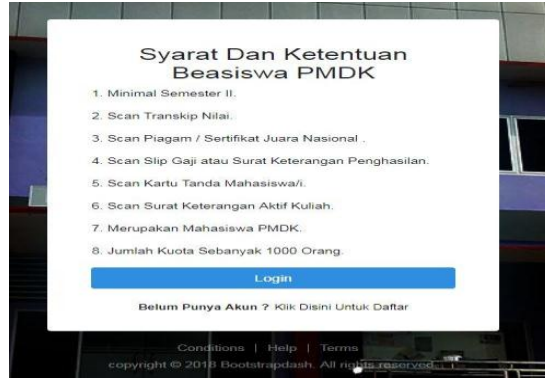 Syarat Dan Ketentuan
Beasiswa PMDK
1. Minimal Semester II.
2. Scan Transkip Nilai.
3. Scan Piagam / Sertifikat Juara Nasional .
4. Scan Slip Gaji atau Surat Keterangan Penghasilan.
5. Scan Kartu Tanda Mahasiswa/i.
6. Scan Surat Keterangan Aktif Kuliah.
7. Merupakan Mahasiswa PMDK.
8. Jumlah Kuota Sebanyak 1000 Orang.
Login
Belum Punya Akun ? Klik Disini Untuk Daftar
Conditions | Help | Terms
copyright © 2018 Bootstrapdash. All rights reserved.